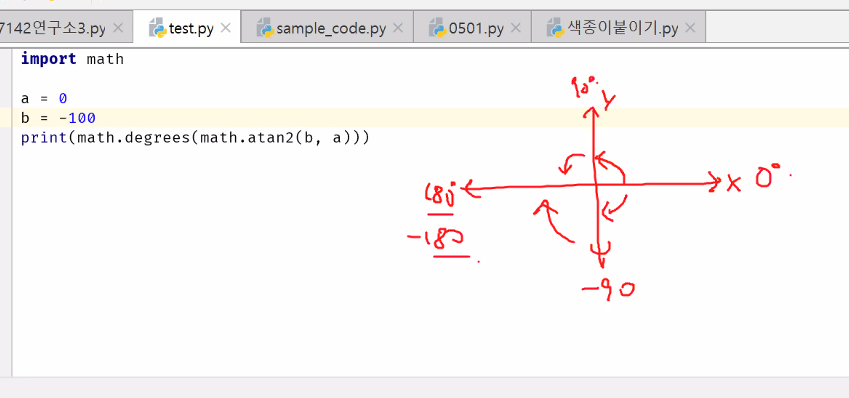 7142연구소3.py test.py sample_code.py 0501.py 색종이붙이기.py
import math
a = 0
b = -100
print(math.degrees(math.atan2(b, a)))
90°
y
x 0°
180°
-180
-90